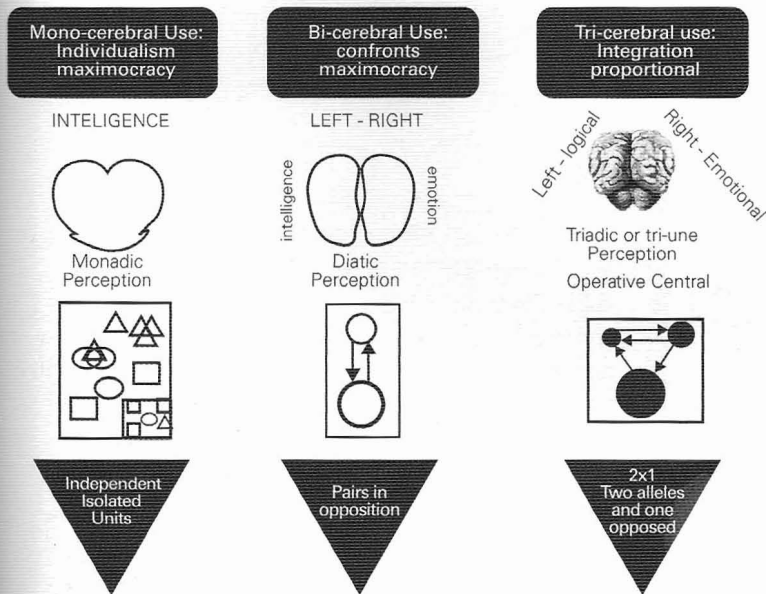 Mono-cerebral Use:
Individualism
maximocracy
INTELIGENCE
Monadic
Perception
Independent
Isolated
Units
Bi-cerebral Use:
confronts
maximocracy
LEFT - RIGHT
intelligence
emotion
Diatic
Perception
Pairs in
opposition
Tri-cerebral use:
Integration
proportional
Left - logical
Right - Emotional
Triadic or tri-une
Perception
Operative Central
2x1
Two alleles
and one
opposed